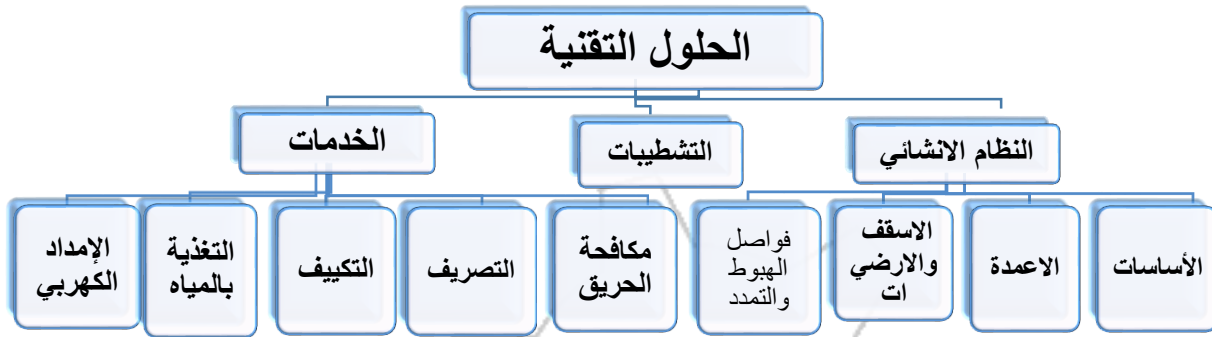 الحلول التقنية
النظام الانشائي
التشطيبات
الخدمات
الأساسات
الاعمدة
الاسقف
والارضي
ات
فواصل
الهبوط
والتمدد
مكافحة
الحريق
التصريف
التكييف
التغذية
بالمياه
الإمداد
الكهربي